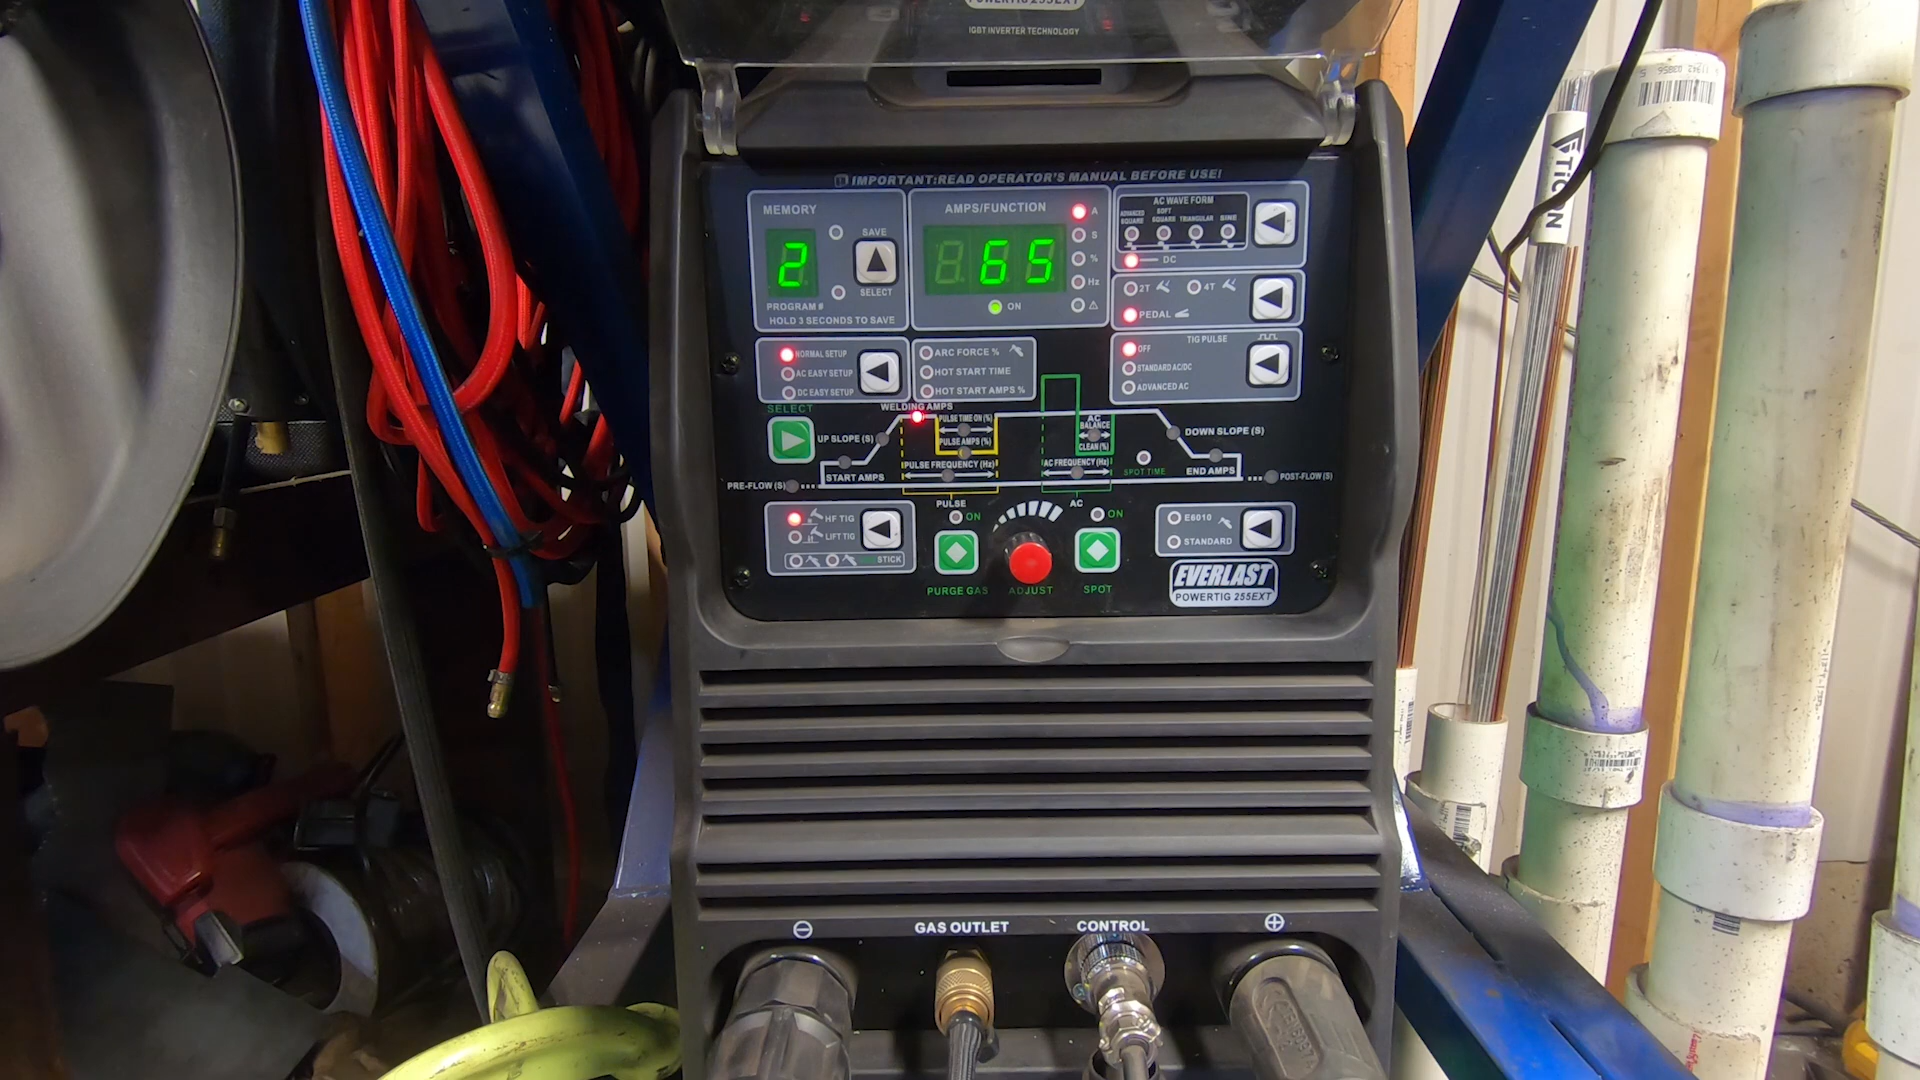 POWERTIG 255EXT
IGBT INVERTER TECHNOLOGY
IMPORTANT:READ OPERATOR'S MANUAL BEFORE USE!
MEMORY
2
SAVE
SELECT
PROGRAM #
HOLD 3 SECONDS TO SAVE
AMPS/FUNCTION
65
ON
A
S
%
Hz
AC WAVE FORM
ADVANCED SQUARE
SOFT SQUARE
TRIANGULAR
SINE
DC
2T
4T
PEDAL
NORMAL SETUP
AC EASY SETUP
DC EASY SETUP
ARC FORCE %
HOT START TIME
HOT START AMPS %
TIG PULSE
OFF
STANDARD AC/DC
ADVANCED AC
SELECT
WELDING AMPS
UP SLOPE (S)
PULSE TIME ON (%)
PULSE AMPS (%)
AC BALANCE
CLEAN (%)
DOWN SLOPE (S)
START AMPS
PULSE FREQUENCY (Hz)
AC FREQUENCY (Hz)
SPOT TIME
END AMPS
PRE-FLOW (S)
POST-FLOW (S)
HF TIG
LIFT TIG
STICK
PULSE
ON
AC
ON
PURGE GAS
ADJUST
SPOT
E6010
STANDARD
EVERLAST
POWERTIG 255EXT
GAS OUTLET
CONTROL